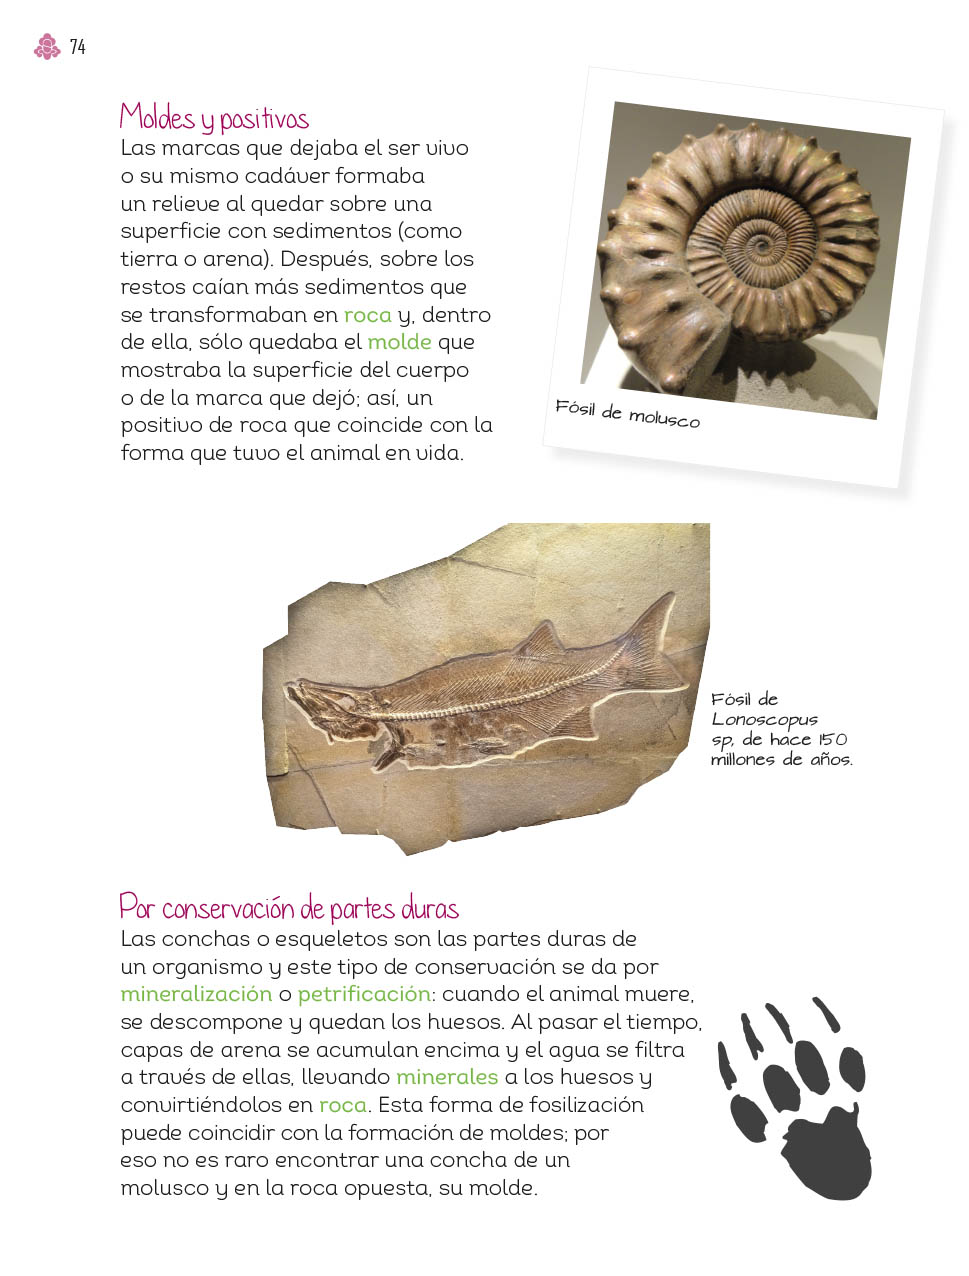 74
Moldes y positivos
Las marcas que dejaba el ser vivo
o su mismo cadáver formaba
un relieve al quedar sobre una
superficie con sedimentos (como
tierra o arena). Después, sobre los
restos caían más sedimentos que
se transformaban en roca y, dentro
de ella, sólo quedaba el molde que
mostraba la superficie del cuerpo
o de la marca que dejó; así, un
positivo de roca que coincide con la
forma que tuvo el animal en vida.
Fósil de molusco
Fósil de
Lonoscopus
sp, de hace 150
millones de años.
Por conservación de partes duras
Las conchas o esqueletos son las partes duras de
un organismo y este tipo de conservación se da por
mineralización o petrificación: cuando el animal muere,
se descompone y quedan los huesos. Al pasar el tiempo,
capas de arena se acumulan encima y el agua se filtra
a través de ellas, llevando minerales a los huesos y
convirtiéndolos en roca. Esta forma de fosilización
puede coincidir con la formación de moldes; por
eso no es raro encontrar una concha de un
molusco y en la roca opuesta, su molde.